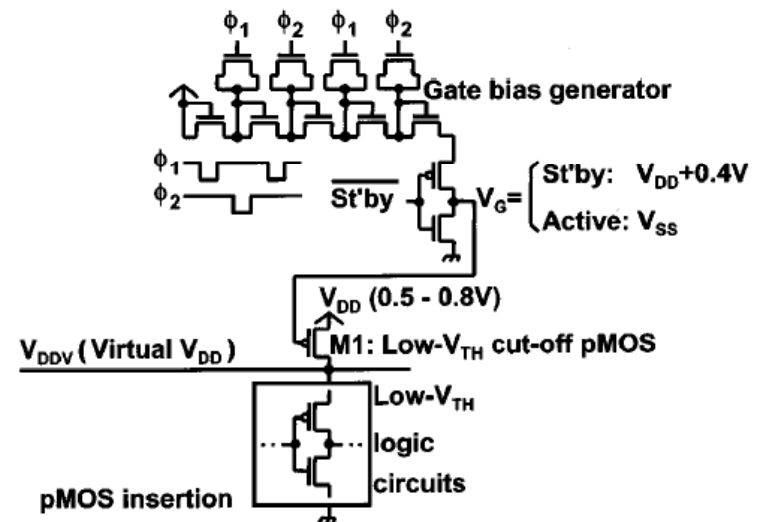 ϕ1 ϕ2 ϕ1 ϕ2
Gate bias generator
ϕ1
ϕ2
St'by
VG=
St'by: VDD+0.4V
Active: VSS
VDD (0.5 - 0.8V)
M1: Low-VTH cut-off pMOS
VDDV (Virtual VDD)
Low-VTH
logic
circuits
pMOS insertion